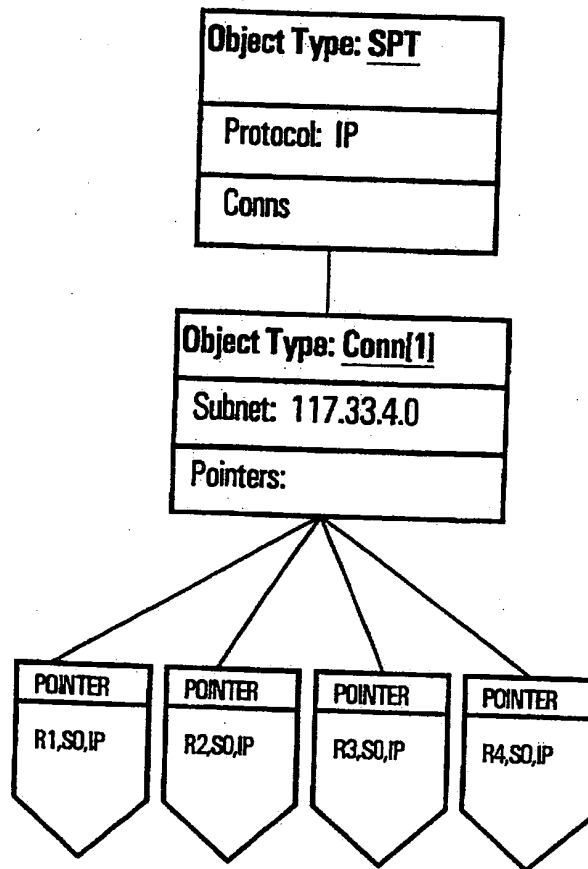 Object Type: SPT
Protocol: IP
Conns
Object Type: Conn[1]
Subnet: 117.33.4.0
Pointers:
POINTER
R1,S0,IP
POINTER
R2,S0,IP
POINTER
R3,S0,IP
POINTER
R4,S0,IP